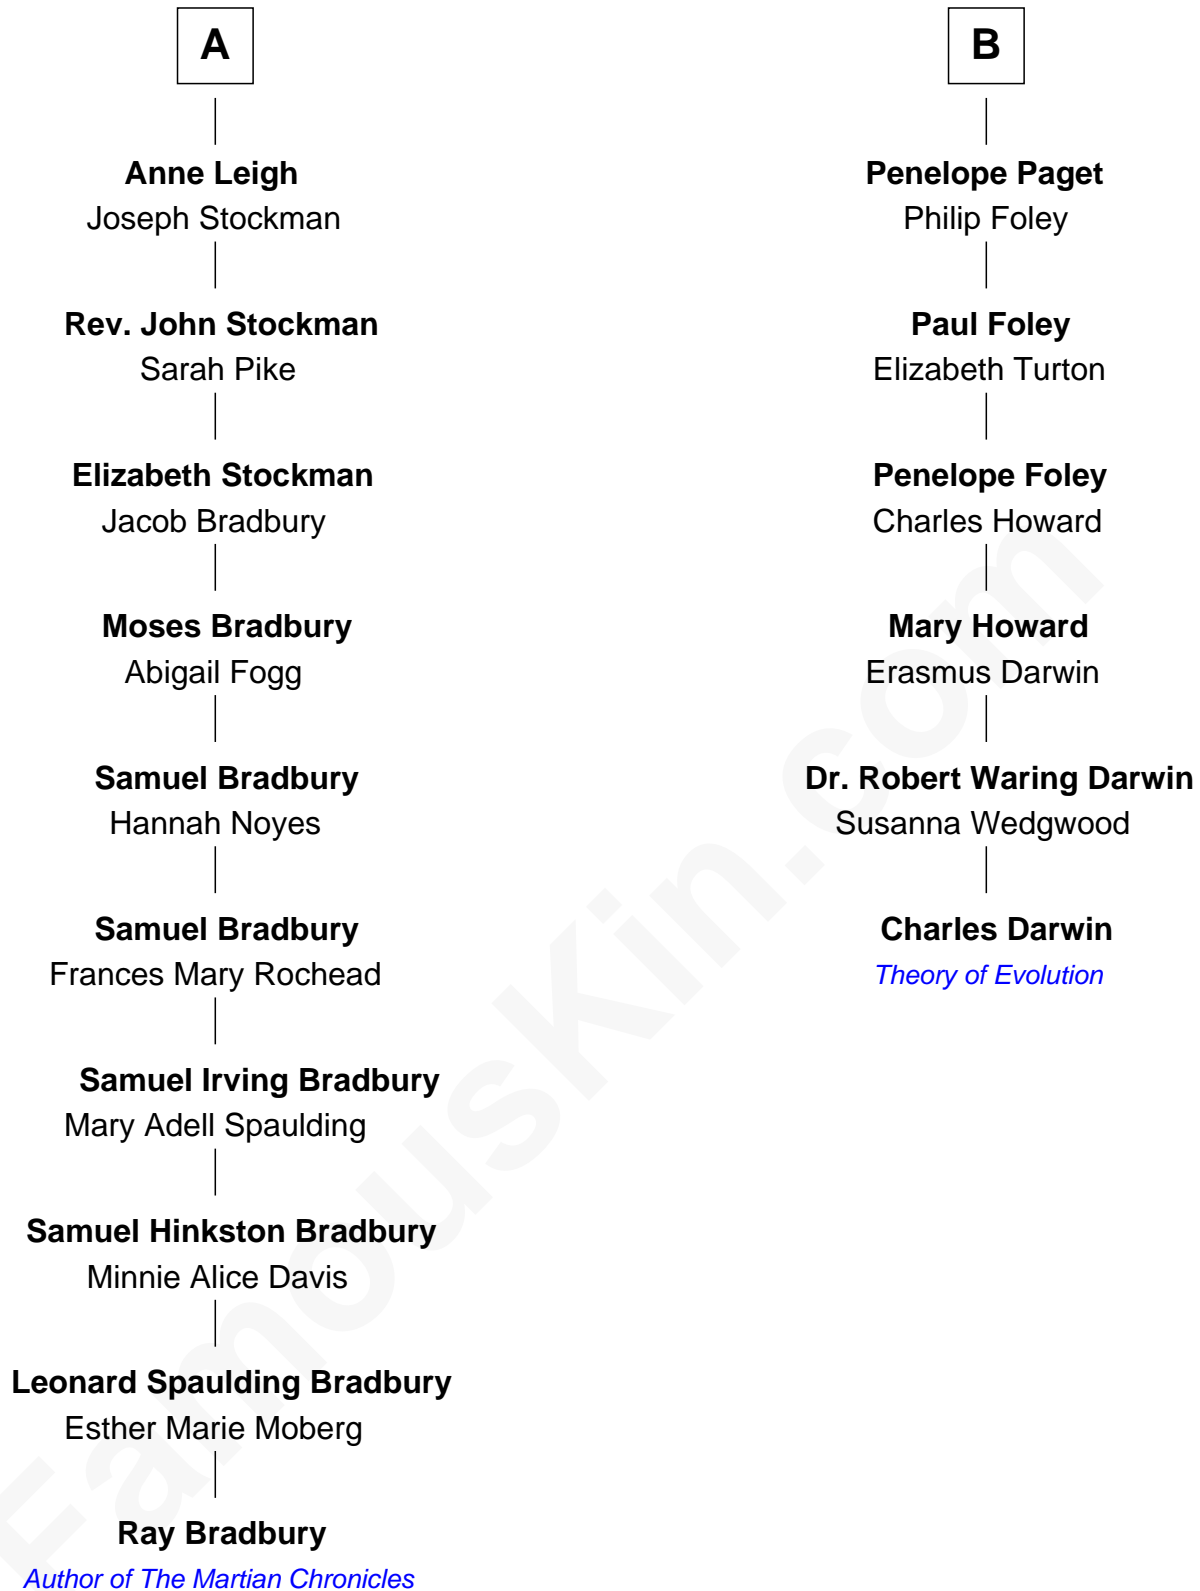 A
Anne Leigh
Joseph Stockman
Rev. John Stockman
Sarah Pike
Elizabeth Stockman
Jacob Bradbury
Moses Bradbury
Abigail Fogg
Samuel Bradbury
Hannah Noyes
Samuel Bradbury
Frances Mary Rochead
Samuel Irving Bradbury
Mary Adell Spaulding
Samuel Hinkston Bradbury
Minnie Alice Davis
Leonard Spaulding Bradbury
Esther Marie Moberg
Ray Bradbury
Author of The Martian Chronicles
B
Penelope Paget
Philip Foley
Paul Foley
Elizabeth Turton
Penelope Foley
Charles Howard
Mary Howard
Erasmus Darwin
Dr. Robert Waring Darwin
Susanna Wedgwood
Charles Darwin
Theory of Evolution
FamousKin.com